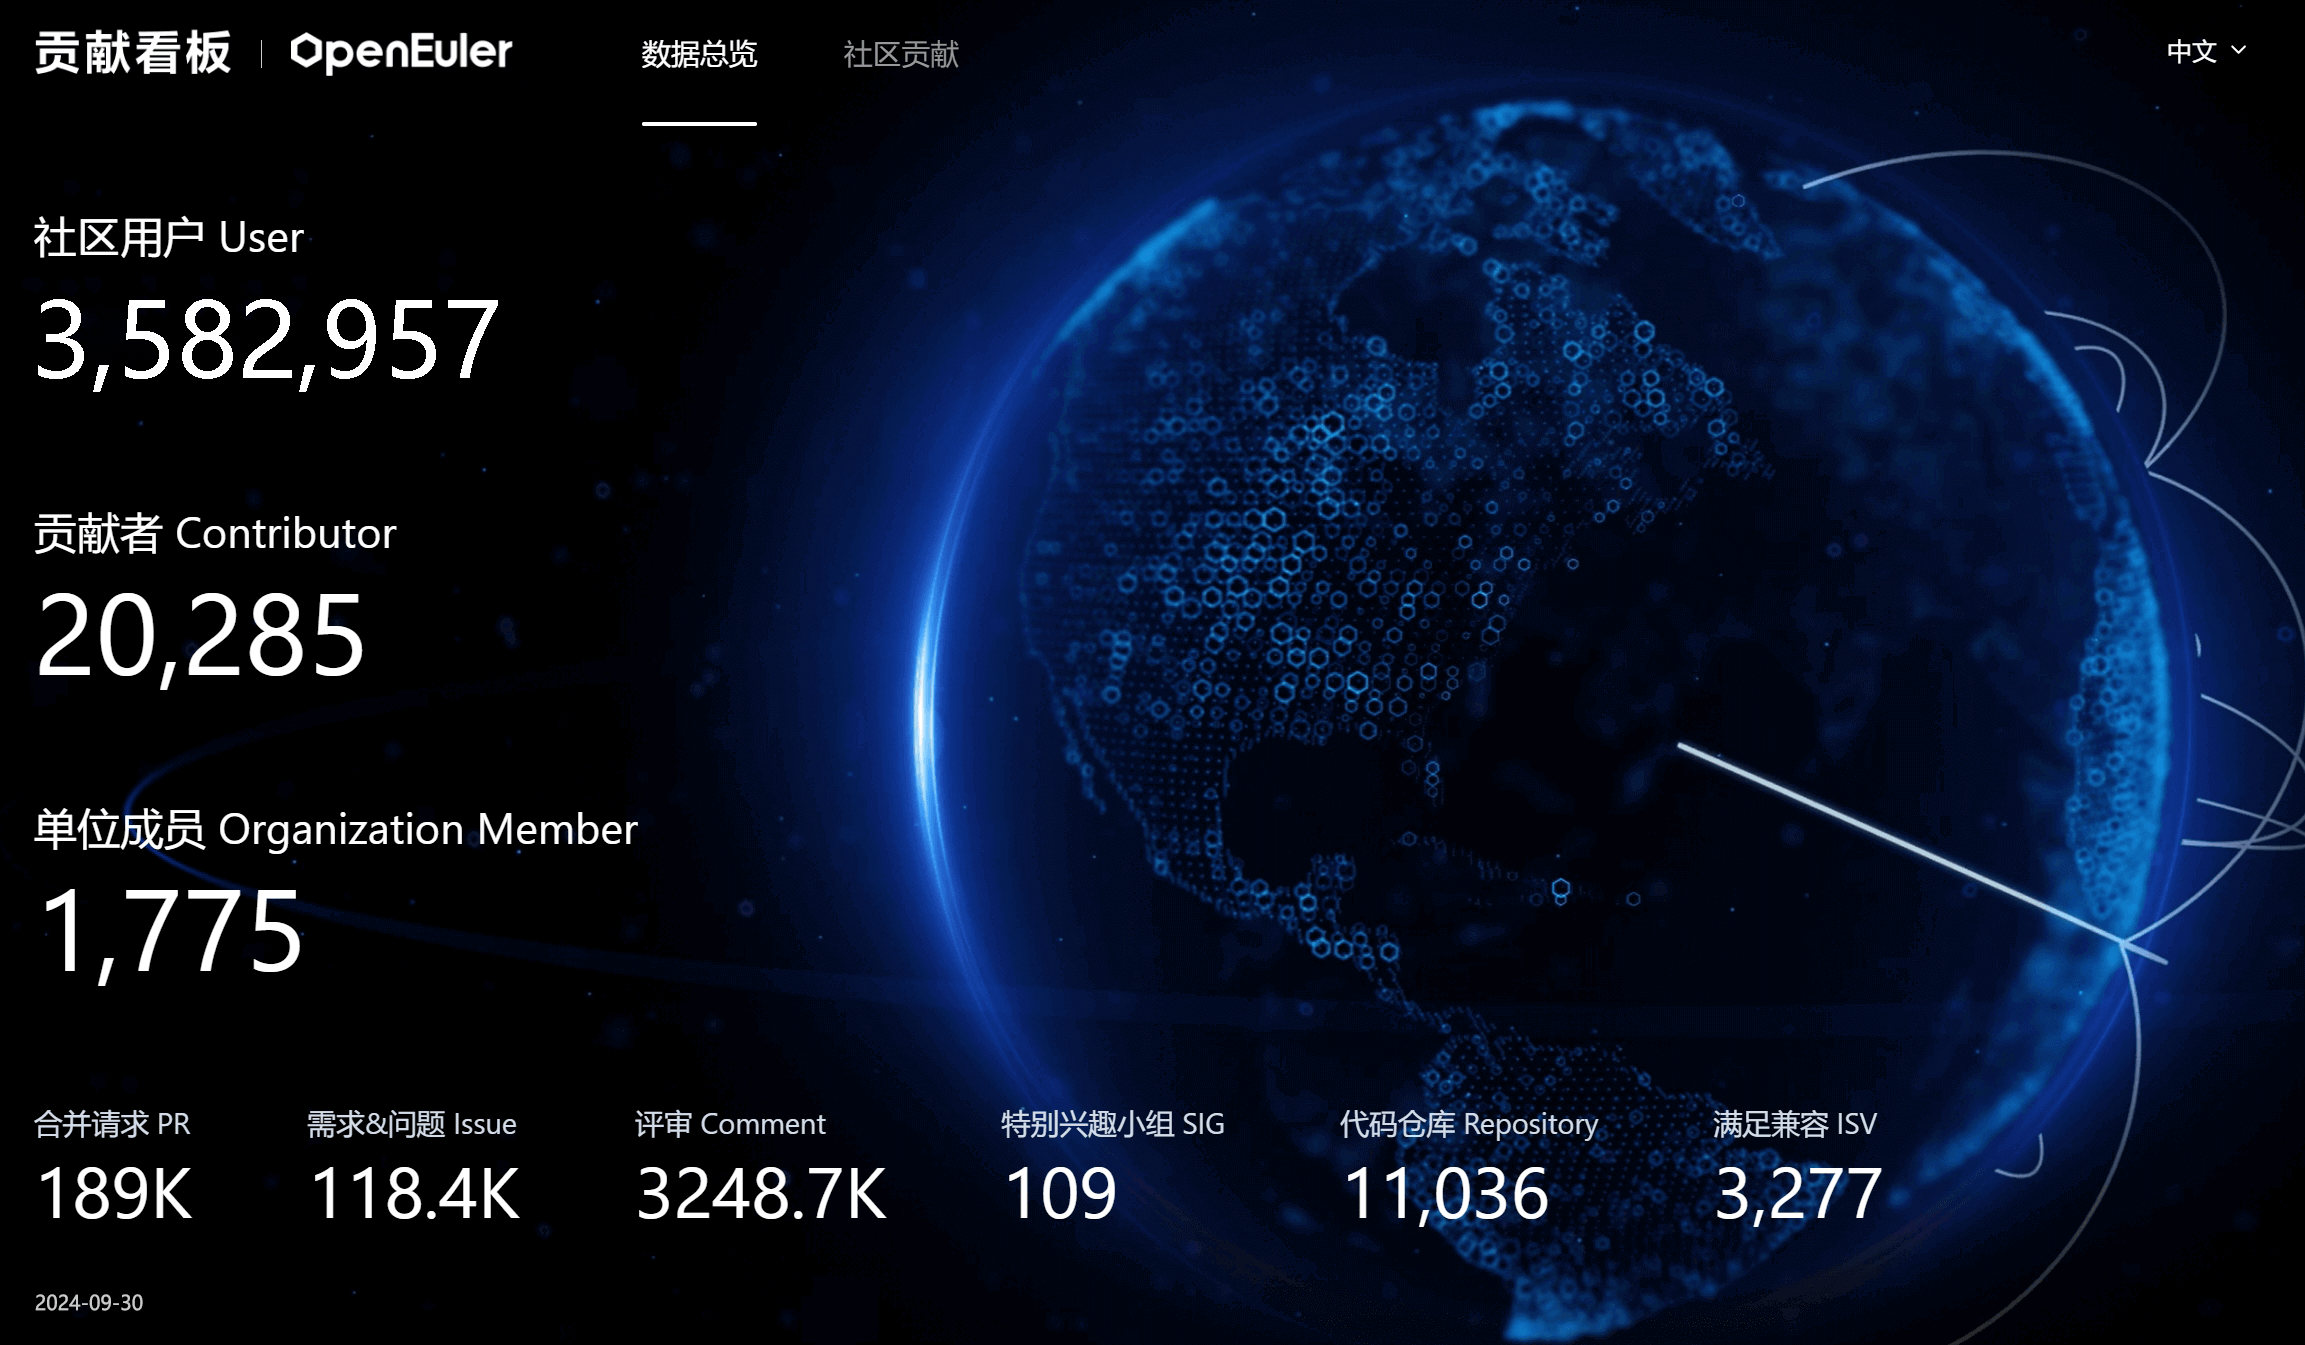 贡献看板 | OpenEuler 数据总览 社区贡献 中文
社区用户 User
3,582,957
贡献者 Contributor
20,285
单位成员 Organization Member
1,775
合并请求 PR 需求&问题 Issue 评审 Comment 特别兴趣小组 SIG 代码仓库 Repository 满足兼容 ISV
189K 118.4K 3248.7K 109 11,036 3,277
2024-09-30